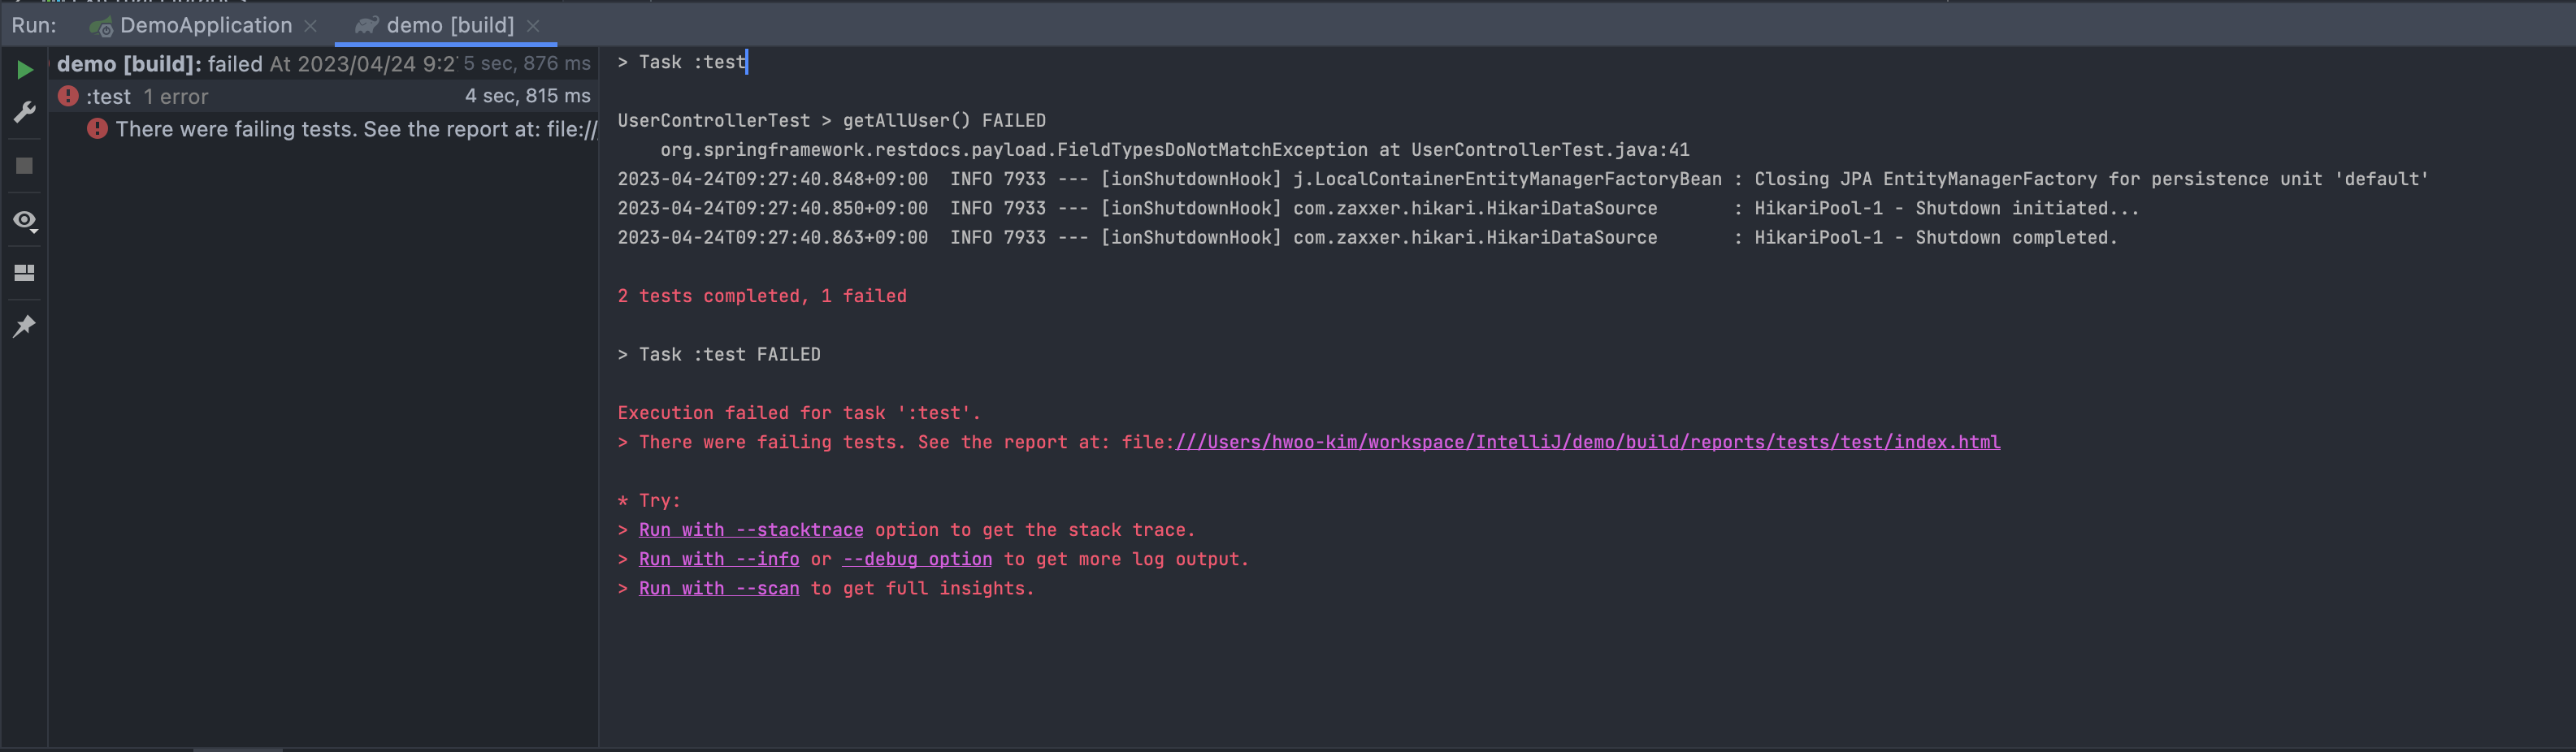 Run: DemoApplication demo [build]
demo [build]: failed At 2023/04/24 9:2 5 sec, 876 ms
:test 1 error 4 sec, 815 ms
There were failing tests. See the report at: file://
> Task :test
UserControllerTest > getAllUser() FAILED
org.springframework.restdocs.payload.FieldTypesDoNotMatchException at UserControllerTest.java:41
2023-04-24T09:27:40.848+09:00  INFO 7933 --- [ionShutdownHook] j.LocalContainerEntityManagerFactoryBean : Closing JPA EntityManagerFactory for persistence unit 'default'
2023-04-24T09:27:40.850+09:00  INFO 7933 --- [ionShutdownHook] com.zaxxer.hikari.HikariDataSource       : HikariPool-1 - Shutdown initiated...
2023-04-24T09:27:40.863+09:00  INFO 7933 --- [ionShutdownHook] com.zaxxer.hikari.HikariDataSource       : HikariPool-1 - Shutdown completed.
2 tests completed, 1 failed
> Task :test FAILED
Execution failed for task ':test'.
> There were failing tests. See the report at: file:///Users/hwoo-kim/workspace/IntelliJ/demo/build/reports/tests/test/index.html
* Try:
> Run with --stacktrace option to get the stack trace.
> Run with --info or --debug option to get more log output.
> Run with --scan to get full insights.